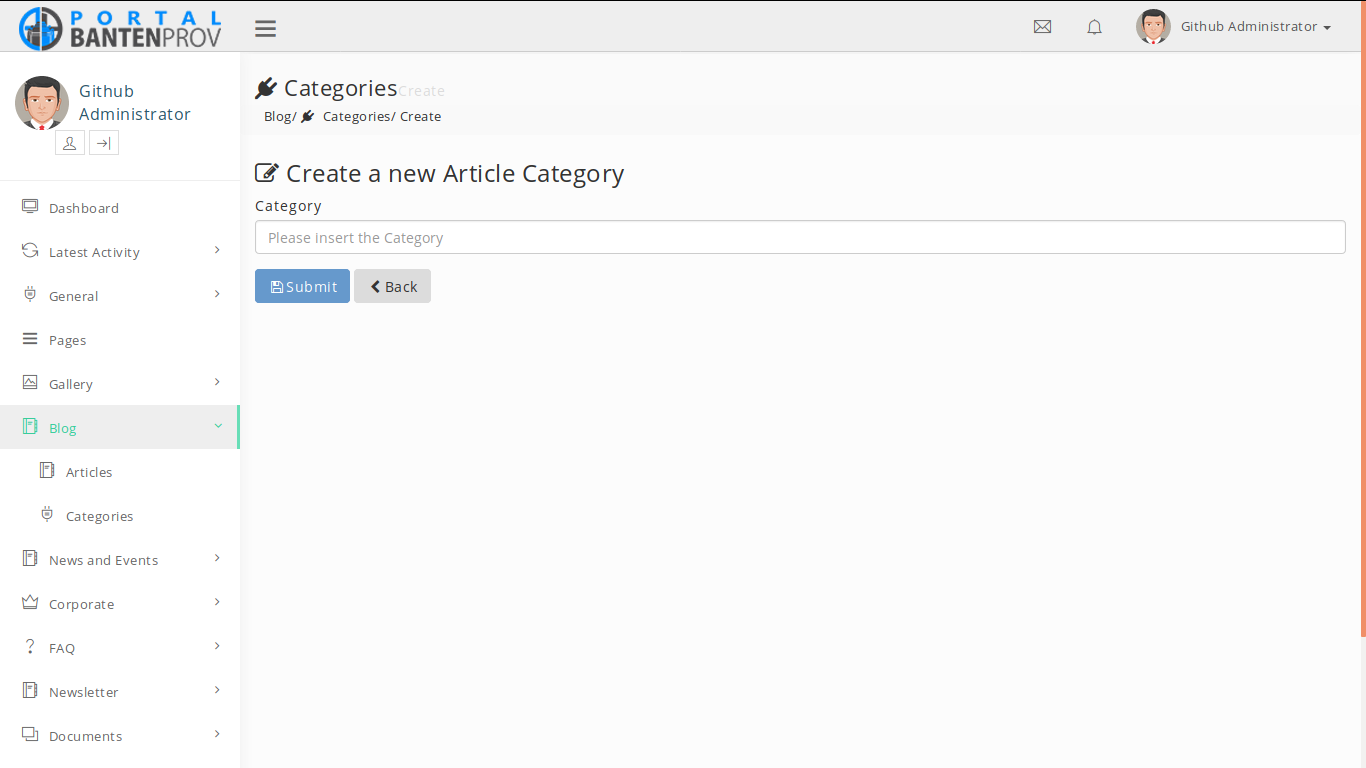 PORTAL
BANTENPROV
Github Administrator
Github
Administrator
Dashboard
Latest Activity
General
Pages
Gallery
Blog
Articles
Categories
News and Events
Corporate
FAQ
Newsletter
Documents
Categories Create
Blog/ Categories/ Create
Create a new Article Category
Category
Please insert the Category
Submit Back